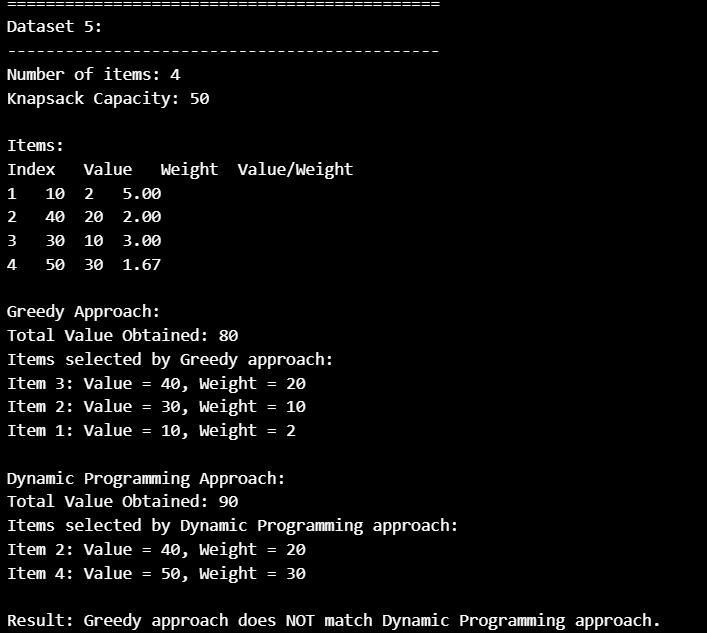 =============================================
Dataset 5:
---------------------------------------------
Number of items: 4
Knapsack Capacity: 50
Items:
Index   Value   Weight  Value/Weight
1   10  2   5.00
2   40  20  2.00
3   30  10  3.00
4   50  30  1.67
Greedy Approach:
Total Value Obtained: 80
Items selected by Greedy approach:
Item 3: Value = 40, Weight = 20
Item 2: Value = 30, Weight = 10
Item 1: Value = 10, Weight = 2
Dynamic Programming Approach:
Total Value Obtained: 90
Items selected by Dynamic Programming approach:
Item 2: Value = 40, Weight = 20
Item 4: Value = 50, Weight = 30
Result: Greedy approach does NOT match Dynamic Programming approach.